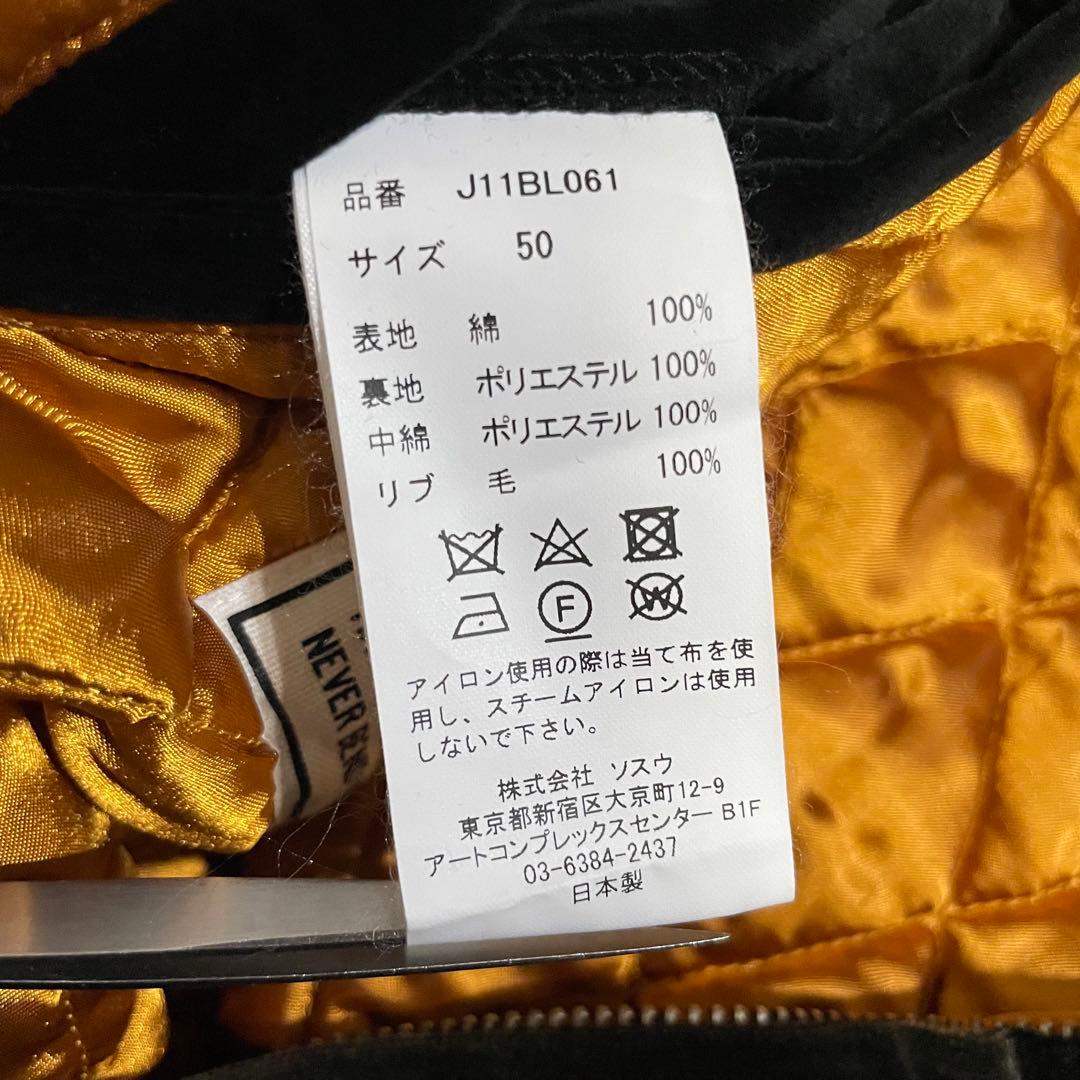 品番 J11BL061
サイズ 50
表地 綿 100%
裏地 ポリエステル 100%
中綿 ポリエステル 100%
リブ 毛 100%
F
W
アイロン使用の際は当て布を使
用し、スチームアイロンは使用
しないで下さい。
株式会社 ソスウ
東京都新宿区大京町12-9
アートコンプレックスセンター B1F
03-6384-2437
日本製
NEVER